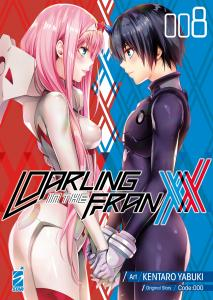 008
DARLING
IN THE
FRANXX
Art KENTARO YABUKI
Original Story Code:000